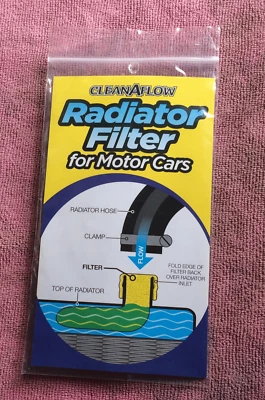 CLEANAFLOW
Radiator
Filter
for Motor Cars
RADIATOR HOSE
CLAMP
FLOW
FILTER
FOLD EDGE OF
FILTER BACK
OVER RADIATOR
INLET
TOP OF RADIATOR